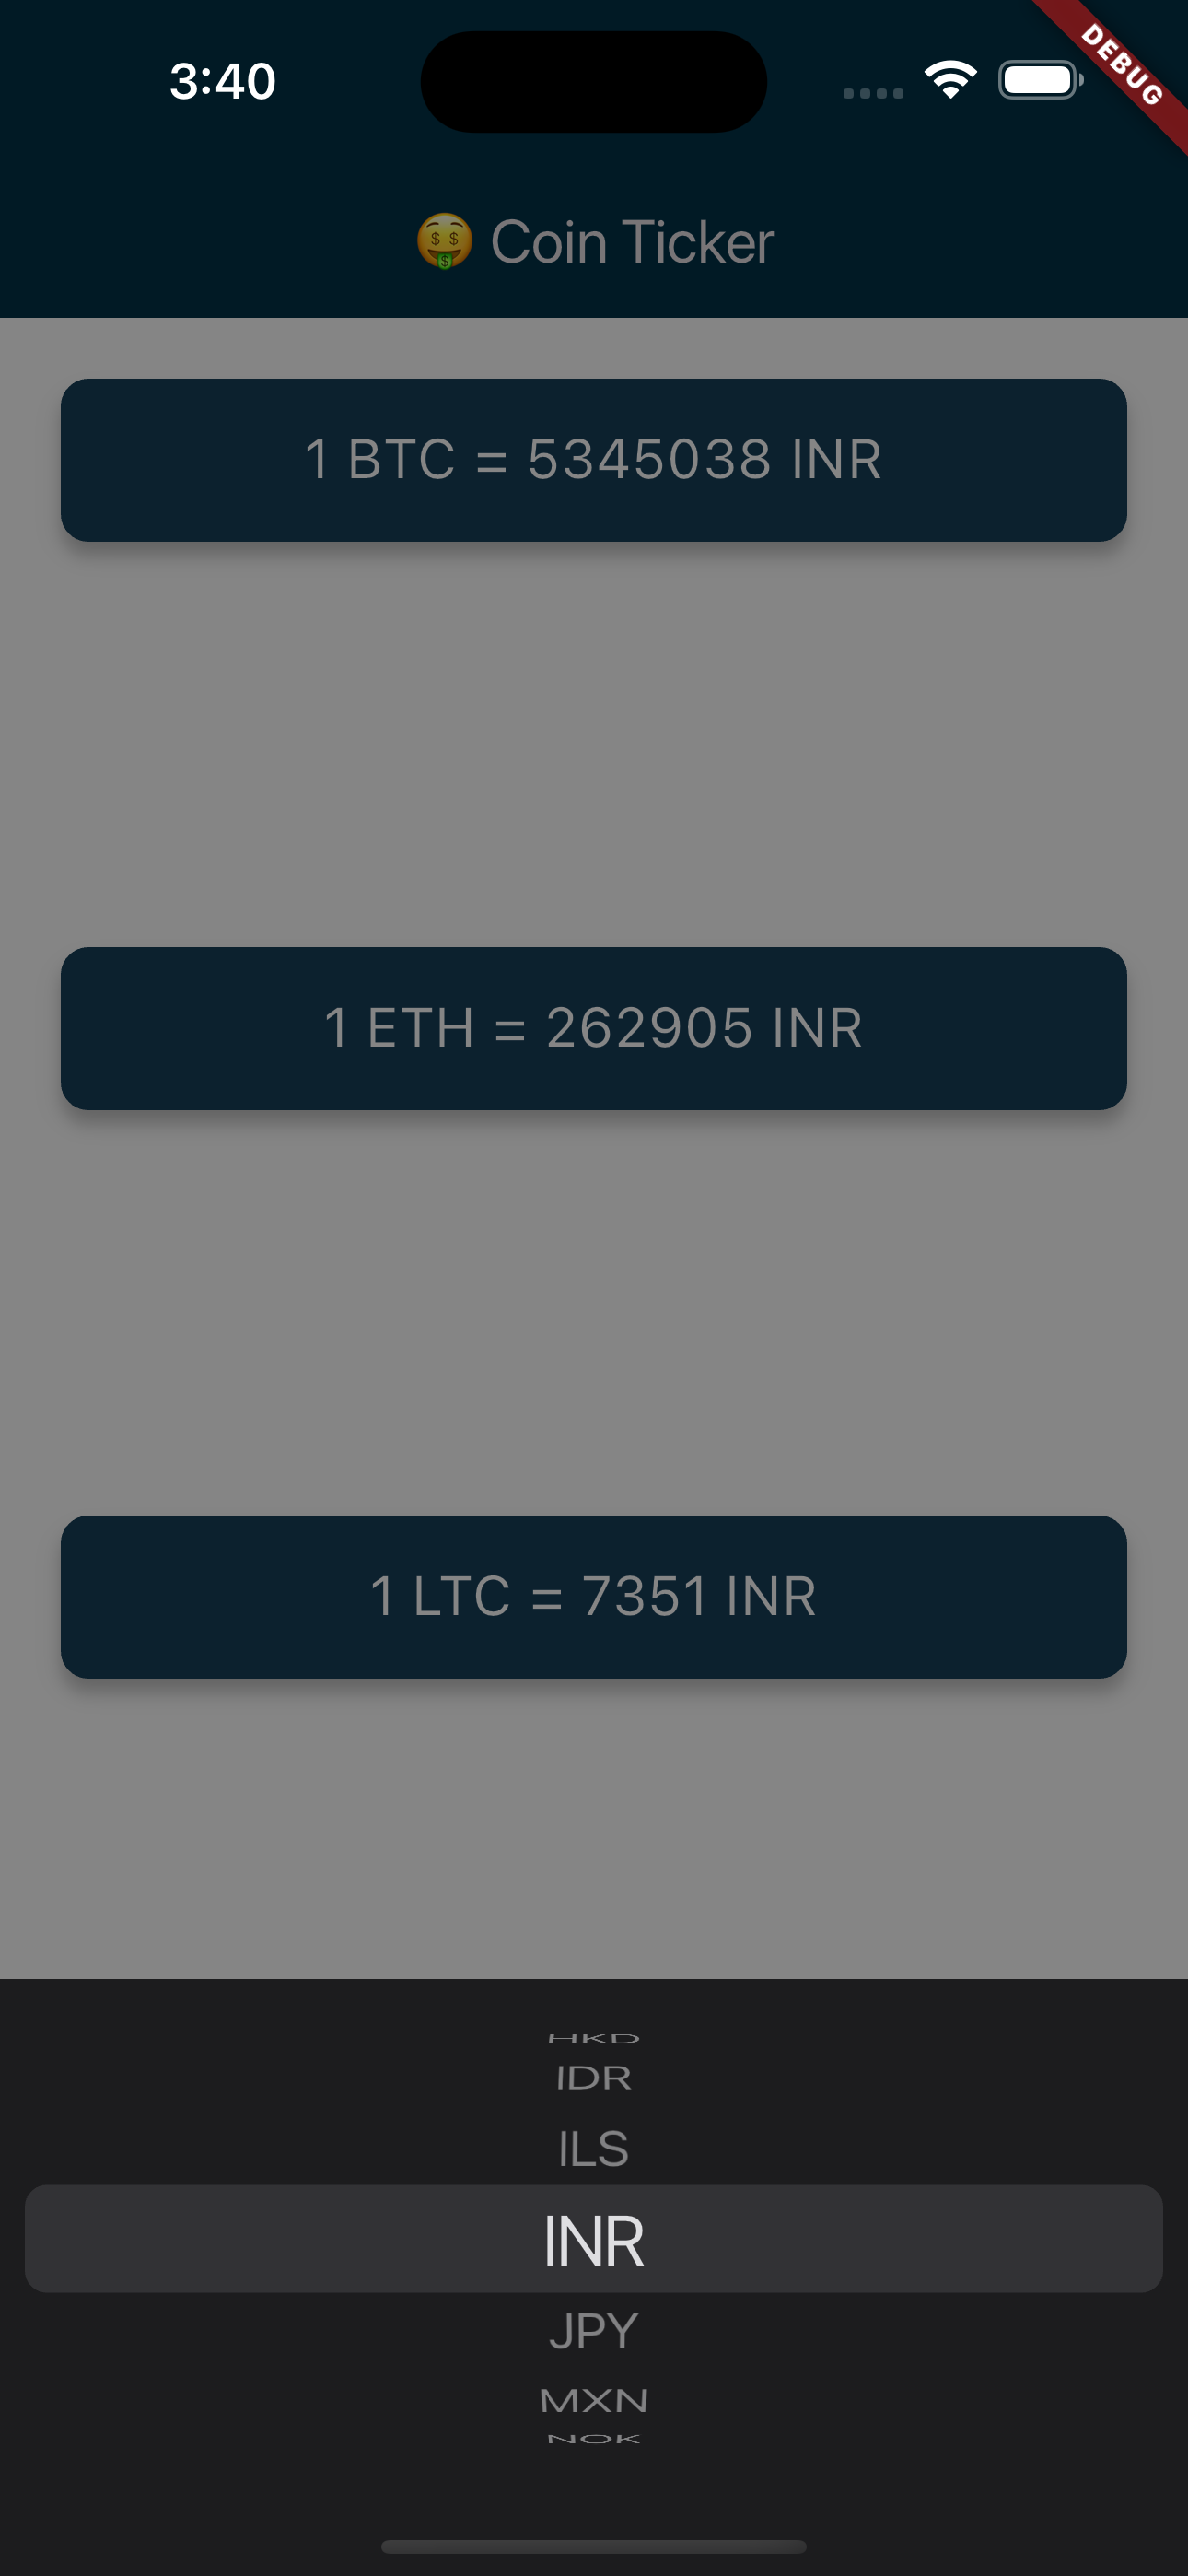 3:40
DEBUG
🤑 Coin Ticker
1 BTC = 5345038 INR
1 ETH = 262905 INR
1 LTC = 7351 INR
HKD
IDR
ILS
INR
JPY
MXN
NOK